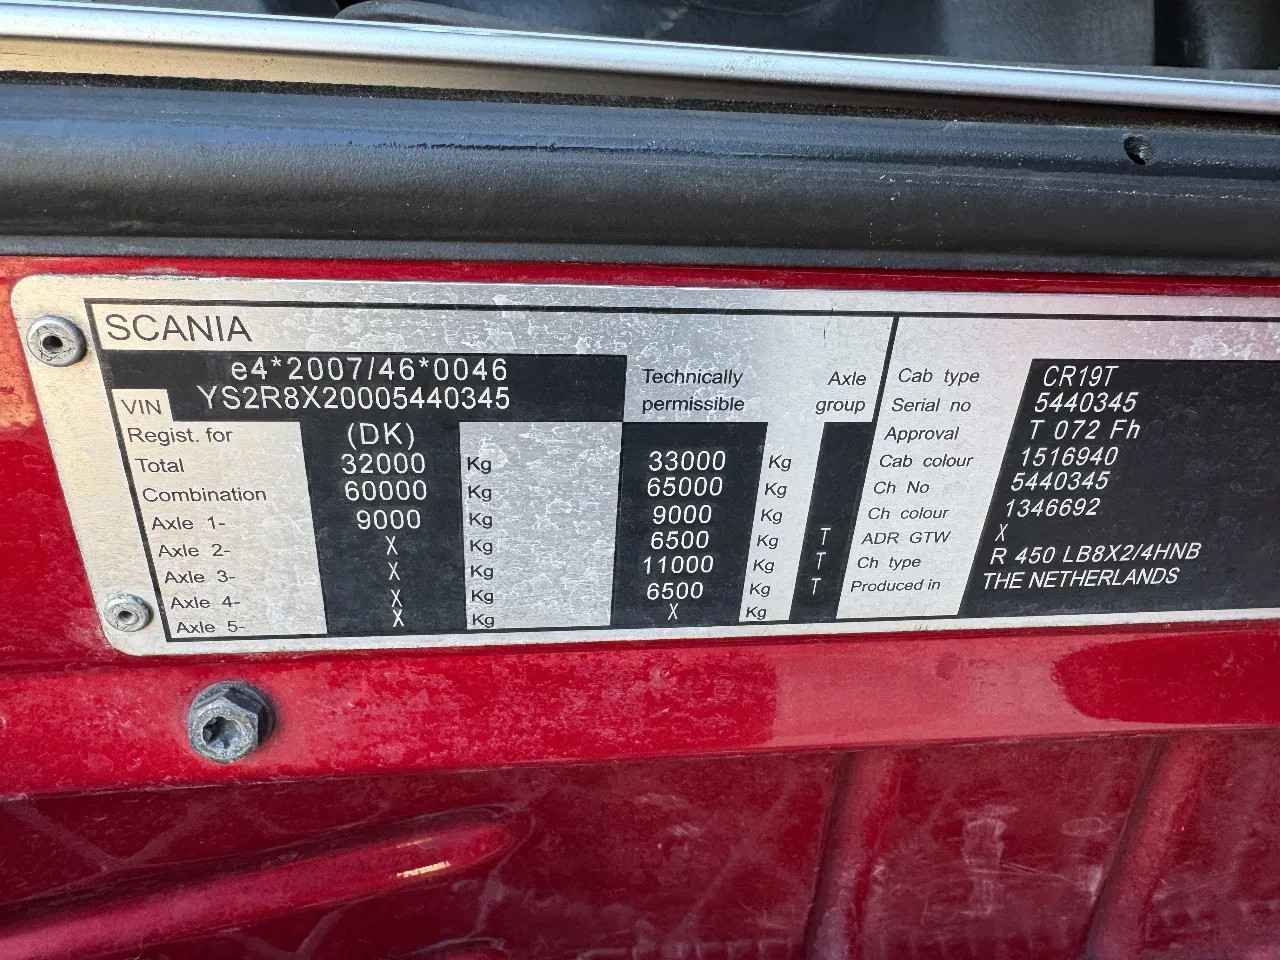 SCANIA
e4*2007/46*0046
VIN YS2R8X20005440345
Technically permissible
Axle group
Regist. for (DK)
Total 32000 Kg 33000 Kg
Combination 60000 Kg 65000 Kg
Axle 1- 9000 Kg 9000 Kg
Axle 2- X Kg 6500 Kg T
Axle 3- X Kg 11000 Kg T
Axle 4- X Kg 6500 Kg T
Axle 5- X Kg X Kg
Cab type CR19T
Serial no 5440345
Approval T 072 Fh
Cab colour 1516940
Ch No 5440345
Ch colour 1346692
ADR GTW X
Ch type R 450 LB8X2/4HNB
Produced in THE NETHERLANDS